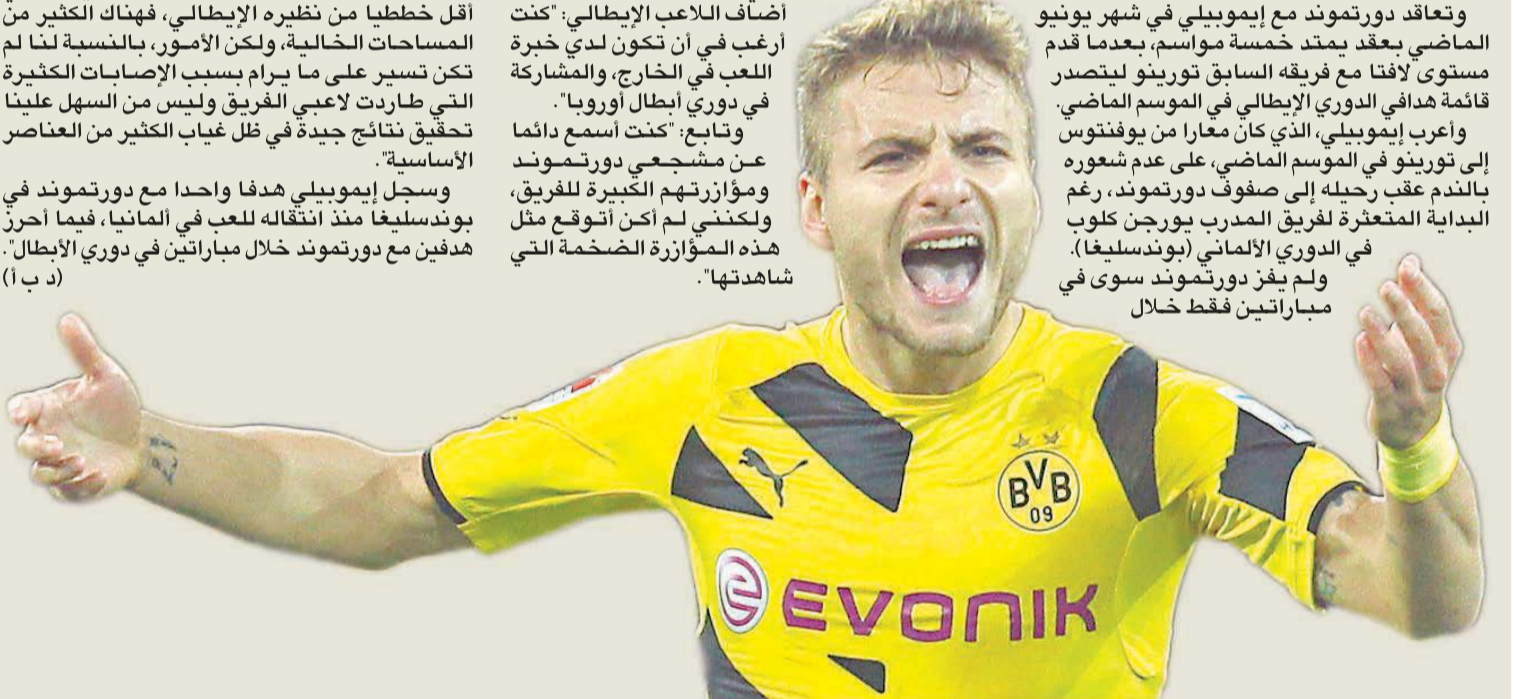 وتعاقد دورتموند مع إيموبيلي في شهر يونيو
الماضي بعقد يمتد خمسة مواسم، بعدما قدم
مستوى لافتا مع فريقه السابق تورينو ليتصدر
قائمة هدافي الدوري الإيطالي في الموسم الماضي.
وأعرب إيموبيلي، الذي كان معارا من يوفنتوس
إلى تورينو في الموسم الماضي، على عدم شعوره
بالندم عقب رحيله إلى صفوف دورتموند، رغم
البداية المتعثرة لفريق المدرب يورجن كلوب
في الدوري الألماني (بوندسليغا).
ولم يفز دورتموند سوى في
مباراتين فقط خلال
أضاف اللاعب الإيطالي: "كنت
أرغب في أن تكون لدي خبرة
اللعب في الخارج، والمشاركة
في دوري أبطال أوروبا".
وتابع: "كنت أسمع دائما
عن مشجعي دورتموند
ومؤازرتهم الكبيرة للفريق،
ولكنني لم أكن أتوقع مثل
هذه المؤازرة الضخمة التي
شاهدتها".
أقل خططيا من نظيره الإيطالي، فهناك الكثير من
المساحات الخالية، ولكن الأمور، بالنسبة لنا لم
تكن تسير على ما يرام بسبب الإصابات الكثيرة
التي طاردت لاعبي الفريق وليس من السهل علينا
تحقيق نتائج جيدة في ظل غياب الكثير من العناصر
الأساسية".
وسجل إيموبيلي هدفا واحدا مع دورتموند في
بوندسليغا منذ انتقاله للعب في ألمانيا، فيما أحرز
هدفين مع دورتموند خلال مباراتين في دوري الأبطال".
(د ب أ)
BVB
09
EVONIK